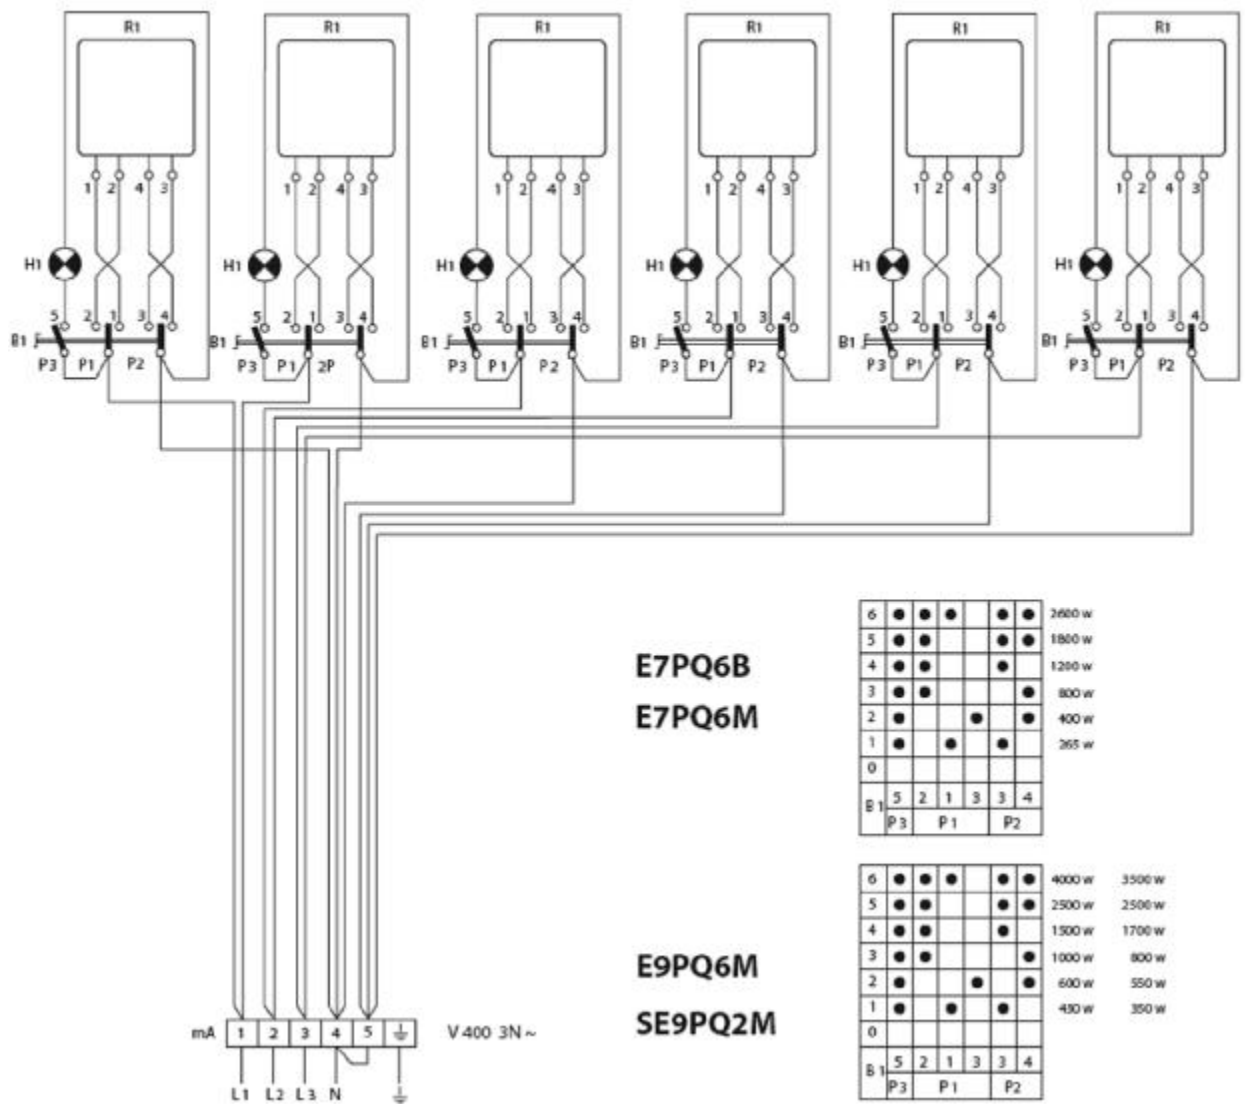 R1 R1 R1 R1 R1 R1
1 2 4 3 1 2 4 3 1 2 4 3 1 2 4 3 1 2 4 3 1 2 4 3
H1 H1 H1 H1 H1 H1
5 2 1 3 4 5 2 1 3 4 5 2 1 3 4 5 2 1 3 4 5 2 1 3 4 5 2 1 3 4
B1 B1 B1 B1 B1 B1
P3 P1 P2 P3 P1 2P P3 P1 P2 P3 P1 P2 P3 P1 P2 P3 P1 P2
E7PQ6B
E7PQ6M
6 2600 w
5 1800 w
4 1200 w
3 800 w
2 400 w
1 265 w
0
B1 5 2 1 3 3 4
P3 P1 P2
E9PQ6M
SE9PQ2M
6 4000 w 3500 w
5 2500 w 2500 w
4 1500 w 1700 w
3 1000 w 800 w
2 600 w 550 w
1 430 w 350 w
0
B1 5 2 1 3 3 4
P3 P1 P2
mA 1 2 3 4 5 V 400 3N ~
L1 L2 L3 N